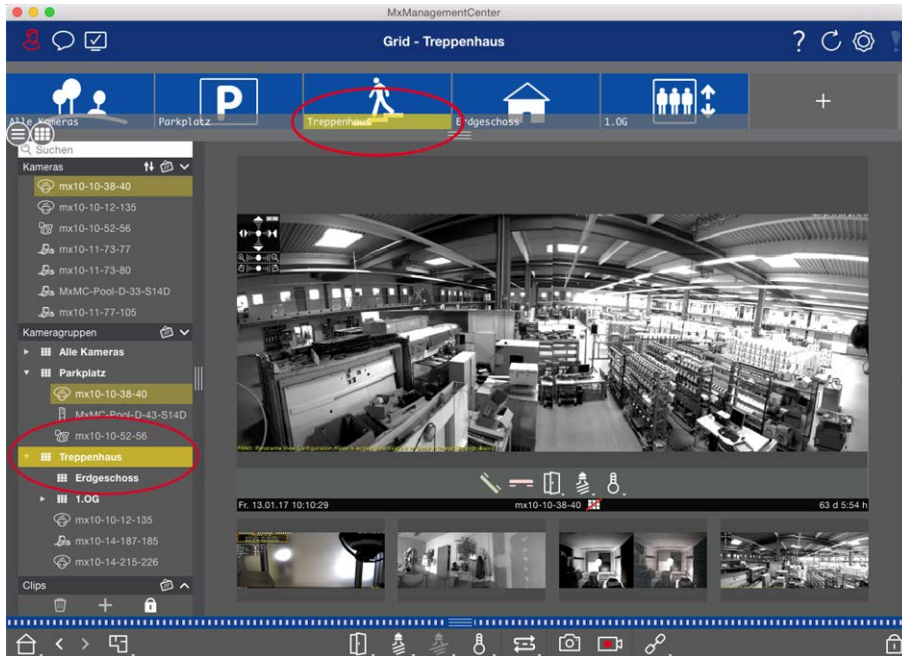 MxManagementCenter
Grid - Treppenhaus
Alle Kameras
Parkplatz
Treppenhaus
Erdgeschoss
1.OG
Suchen
Kameras
mx10-10-38-40
mx10-10-12-135
mx10-10-52-56
mx10-11-73-77
mx10-11-73-80
MxMC-Pool-D-33-S14D
mx10-11-77-105
Kameragruppen
Alle Kameras
Parkplatz
mx10-10-38-40
MxMC-Pool-D-43-S14D
mx10-10-52-56
Treppenhaus
Erdgeschoss
1.OG
mx10-10-12-135
mx10-14-187-185
mx10-14-215-226
Clips
Fr. 13.01.17 10:10:29
mx10-10-38-40
63 d 5:54 h